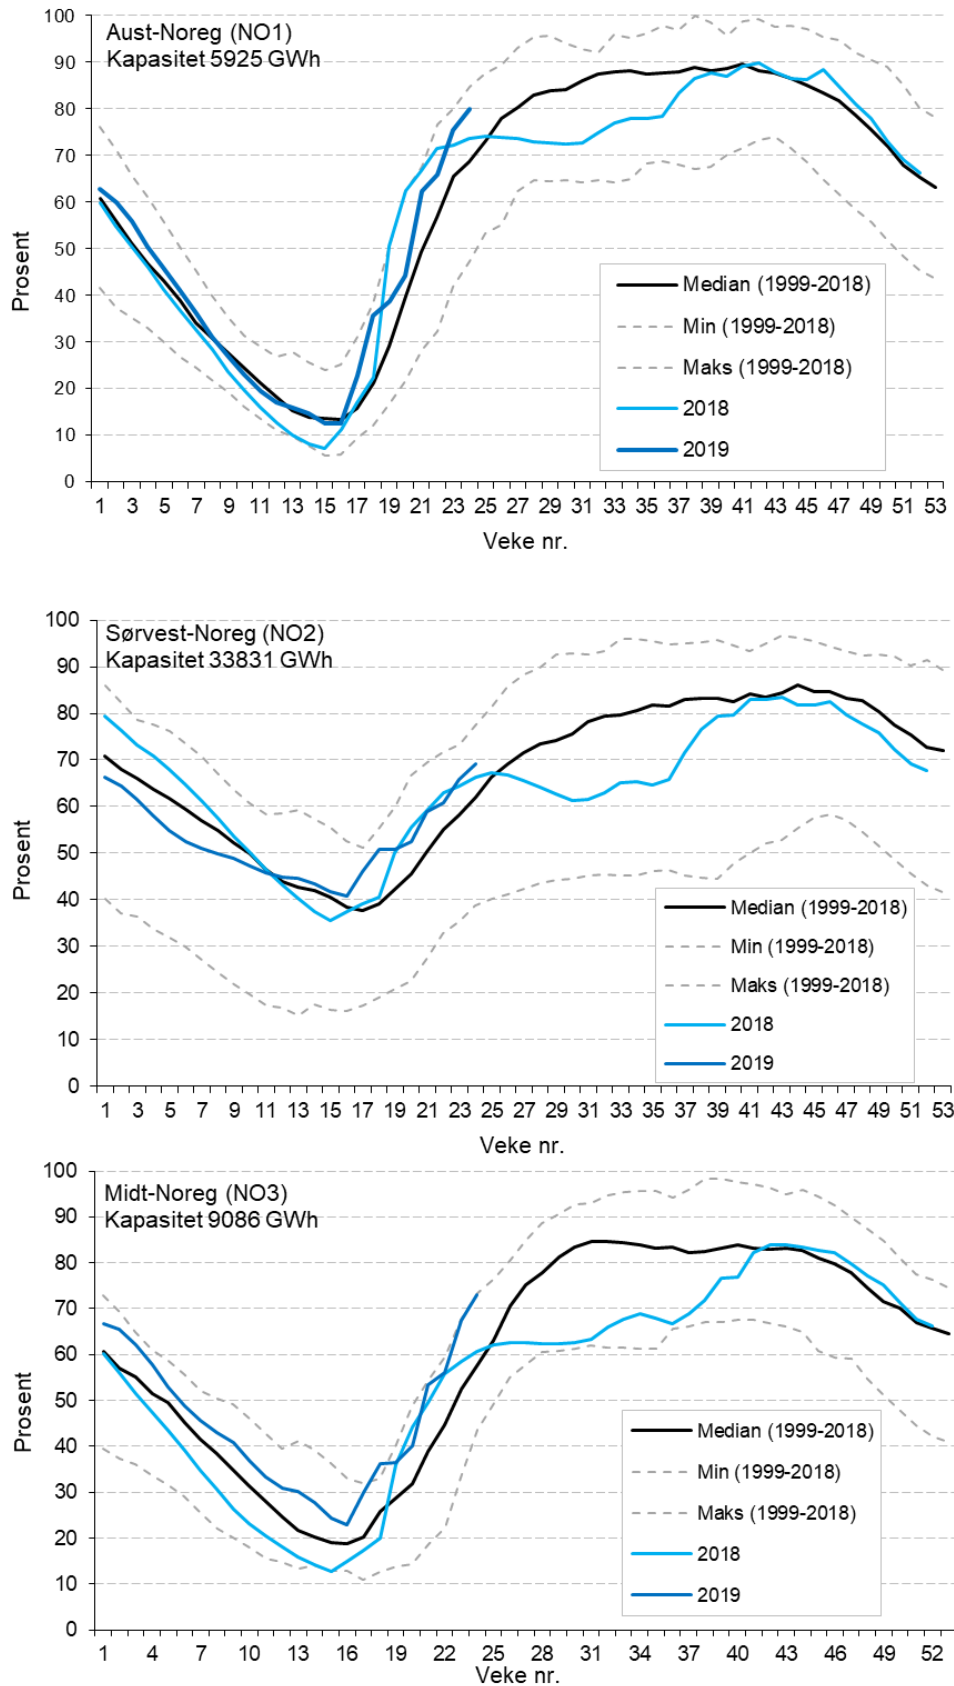 Aust-Noreg (NO1)
Kapasitet 5925 GWh
Prosent
100
90
80
70
60
50
40
30
20
10
0
1 3 5 7 9 11 13 15 17 19 21 23 25 27 29 31 33 35 37 39 41 43 45 47 49 51 53
Veke nr.
Median (1999-2018)
Min (1999-2018)
Maks (1999-2018)
2018
2019
Sørvest-Noreg (NO2)
Kapasitet 33831 GWh
Prosent
100
90
80
70
60
50
40
30
20
10
0
1 3 5 7 9 11 13 15 17 19 21 23 25 27 29 31 33 35 37 39 41 43 45 47 49 51 53
Veke nr.
Median (1999-2018)
Min (1999-2018)
Maks (1999-2018)
2018
2019
Midt-Noreg (NO3)
Kapasitet 9086 GWh
Prosent
100
90
80
70
60
50
40
30
20
10
0
1 4 7 10 13 16 19 22 25 28 31 34 37 40 43 46 49 52
Veke nr.
Median (1999-2018)
Min (1999-2018)
Maks (1999-2018)
2018
2019